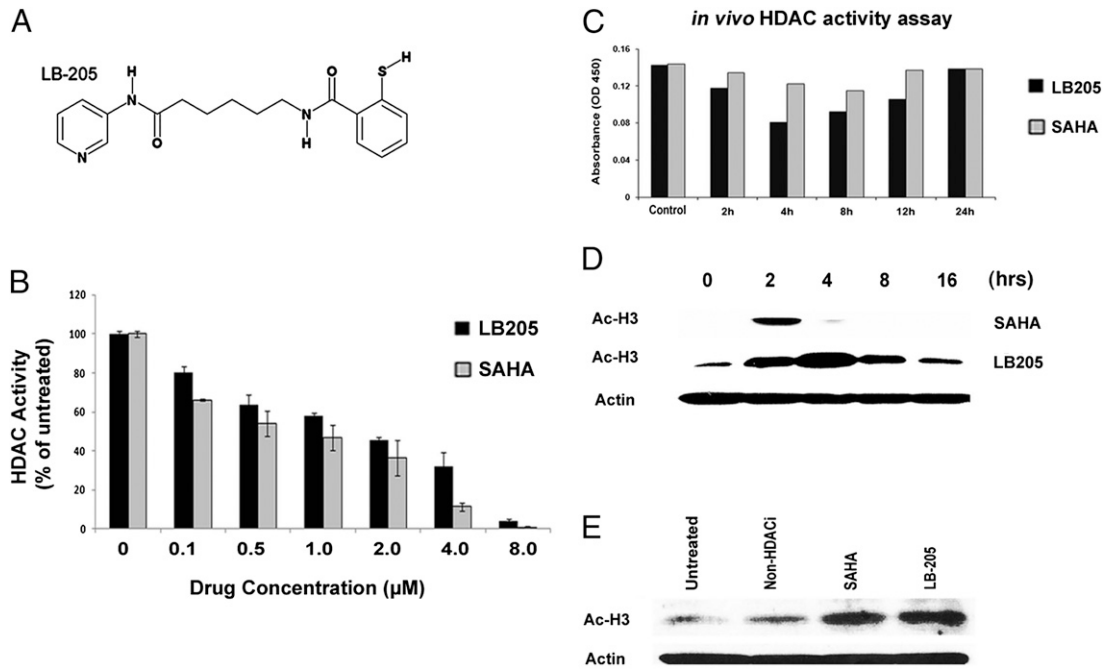 A
LB-205
H
N
O
N
O
N
H
S
H
B
HDAC Activity
(% of untreated)
120
100
80
60
40
20
0
0 0.1 0.5 1.0 2.0 4.0 8.0
Drug Concentration (µM)
LB205
SAHA
C
in vivo HDAC activity assay
Absorbance (OD 450)
0.16
0.12
0.08
0.04
0
Control 2h 4h 8h 12h 24h
LB205
SAHA
D
0 2 4 8 16 (hrs)
Ac-H3 SAHA
Ac-H3 LB205
Actin
E
Untreated
Non-HDACi
SAHA
LB-205
Ac-H3
Actin